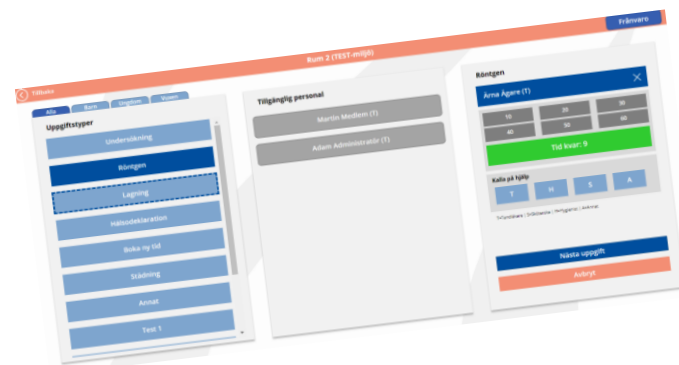 Frånvaro
Tillbaka
Rum 2 (TEST-miljö)
Alla Barn Ungdom Vuxen
Uppgiftstyper
Undersökning
Röntgen
Lagning
Hälsodeklaration
Boka ny tid
Städning
Annat
Test 1
Tillgänglig personal
Martin Medlem (T)
Adam Administratör (T)
Röntgen
Ärna Ägare (T)
10 20 30
40 50 60
Tid kvar: 9
Kalla på hjälp
T H S A
Nästa uppgift
Avbryt